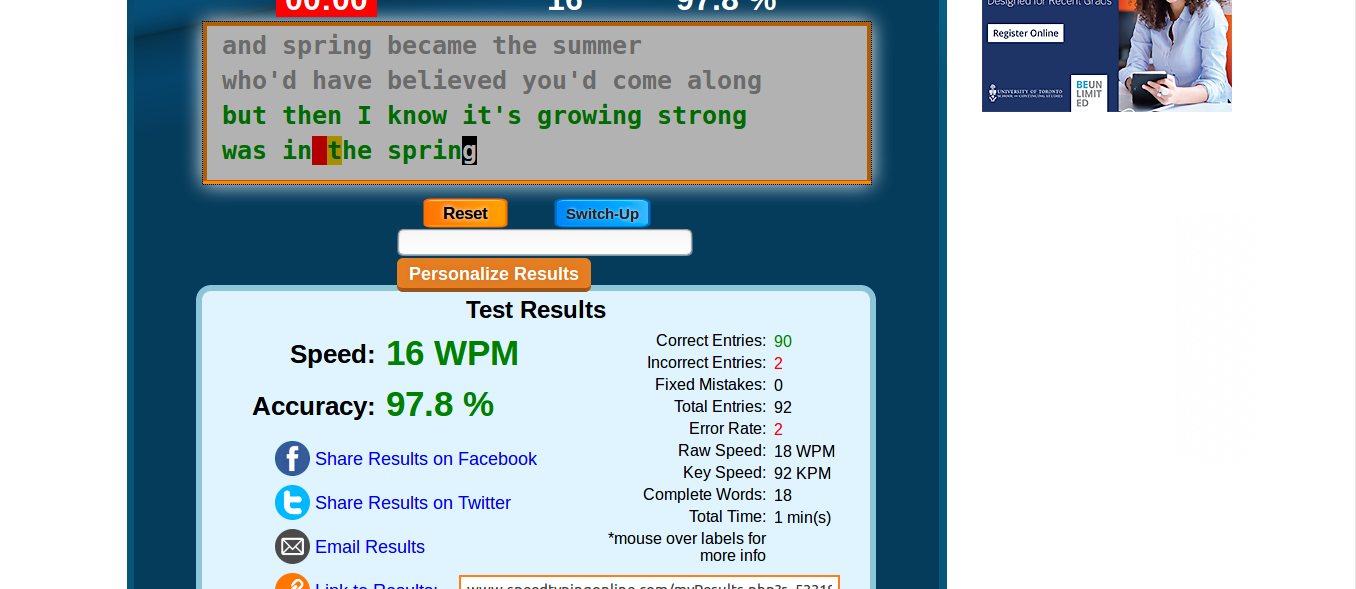 00:00 16 97.8 %
Designed for Recent Grads
and spring became the summer
who'd have believed you'd come along
but then I know it's growing strong
was in the spring
Register Online
UNIVERSITY OF TORONTO
SCHOOL OF CONTINUING STUDIES
BEUN
LIMIT
ED
Reset Switch-Up
Personalize Results
Test Results
Speed: 16 WPM
Accuracy: 97.8 %
Share Results on Facebook
Share Results on Twitter
Email Results
Link to Results:
Correct Entries: 90
Incorrect Entries: 2
Fixed Mistakes: 0
Total Entries: 92
Error Rate: 2
Raw Speed: 18 WPM
Key Speed: 92 KPM
Complete Words: 18
Total Time: 1 min(s)
*mouse over labels for
more info